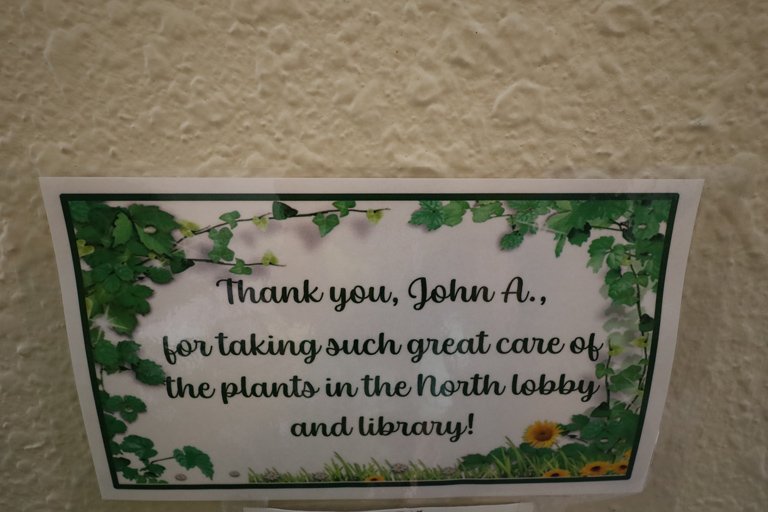 Thank you, John A.,
for taking such great care of
the plants in the North lobby
and library!